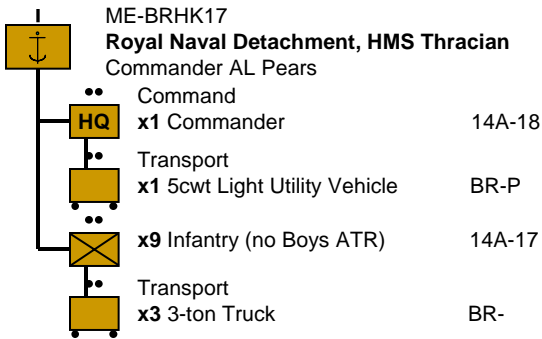 ME-BRHK17
Royal Naval Detachment, HMS Thracian
Commander AL Pears
Command
HQ x1 Commander 14A-18
Transport
x1 5cwt Light Utility Vehicle BR-P
x9 Infantry (no Boys ATR) 14A-17
Transport
x3 3-ton Truck BR-